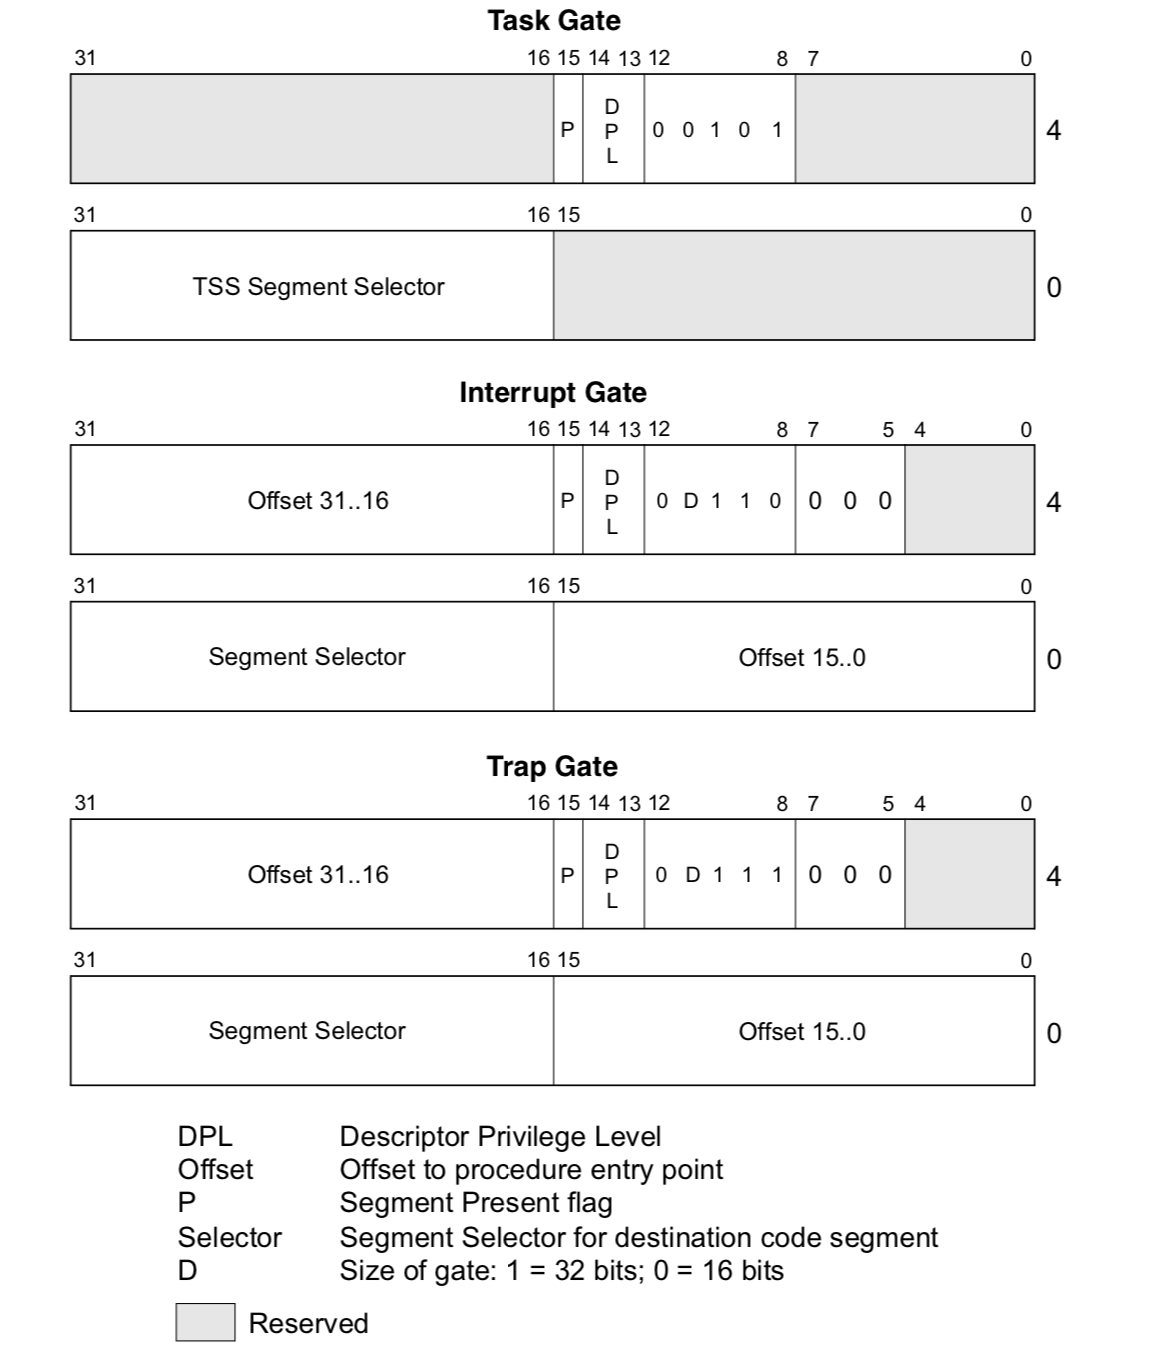 Task Gate
31 16 15 14 13 12 8 7 0
P D P L 0 0 1 0 1 4
31 16 15 0
TSS Segment Selector 0
Interrupt Gate
31 16 15 14 13 12 8 7 5 4 0
Offset 31..16 P D P L 0 D 1 1 0 0 0 0 4
31 16 15 0
Segment Selector Offset 15..0 0
Trap Gate
31 16 15 14 13 12 8 7 5 4 0
Offset 31..16 P D P L 0 D 1 1 1 0 0 0 4
31 16 15 0
Segment Selector Offset 15..0 0
DPL Descriptor Privilege Level
Offset Offset to procedure entry point
P Segment Present flag
Selector Segment Selector for destination code segment
D Size of gate: 1 = 32 bits; 0 = 16 bits
Reserved